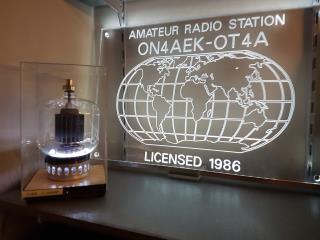 AMATEUR RADIO STATION
ON4AEK-OT4A
LICENSED 1986